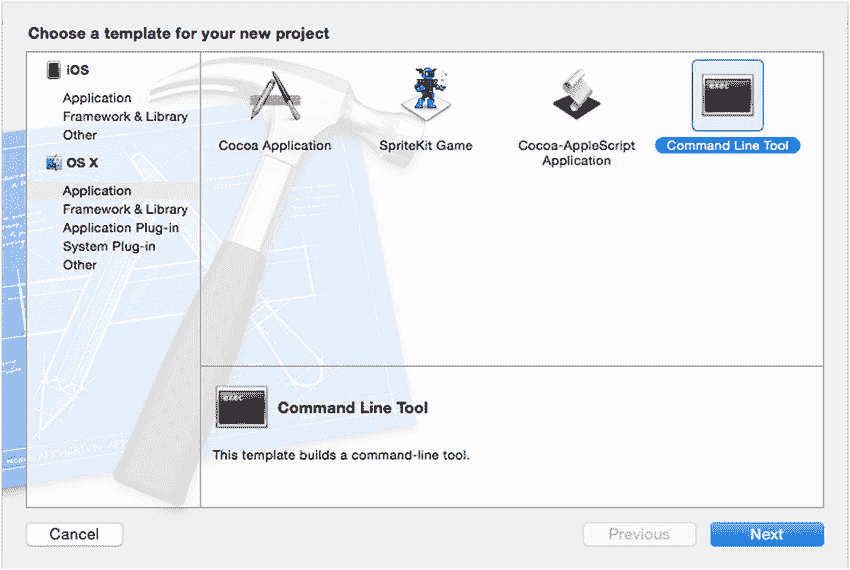 Choose a template for your new project
iOS
Application
Framework & Library
Other
OS X
Application
Framework & Library
Application Plug-in
System Plug-in
Other
Cocoa Application
SpriteKit Game
Cocoa-AppleScript
Application
exec
Command Line Tool
exec
Command Line Tool
This template builds a command-line tool.
Cancel
Previous
Next